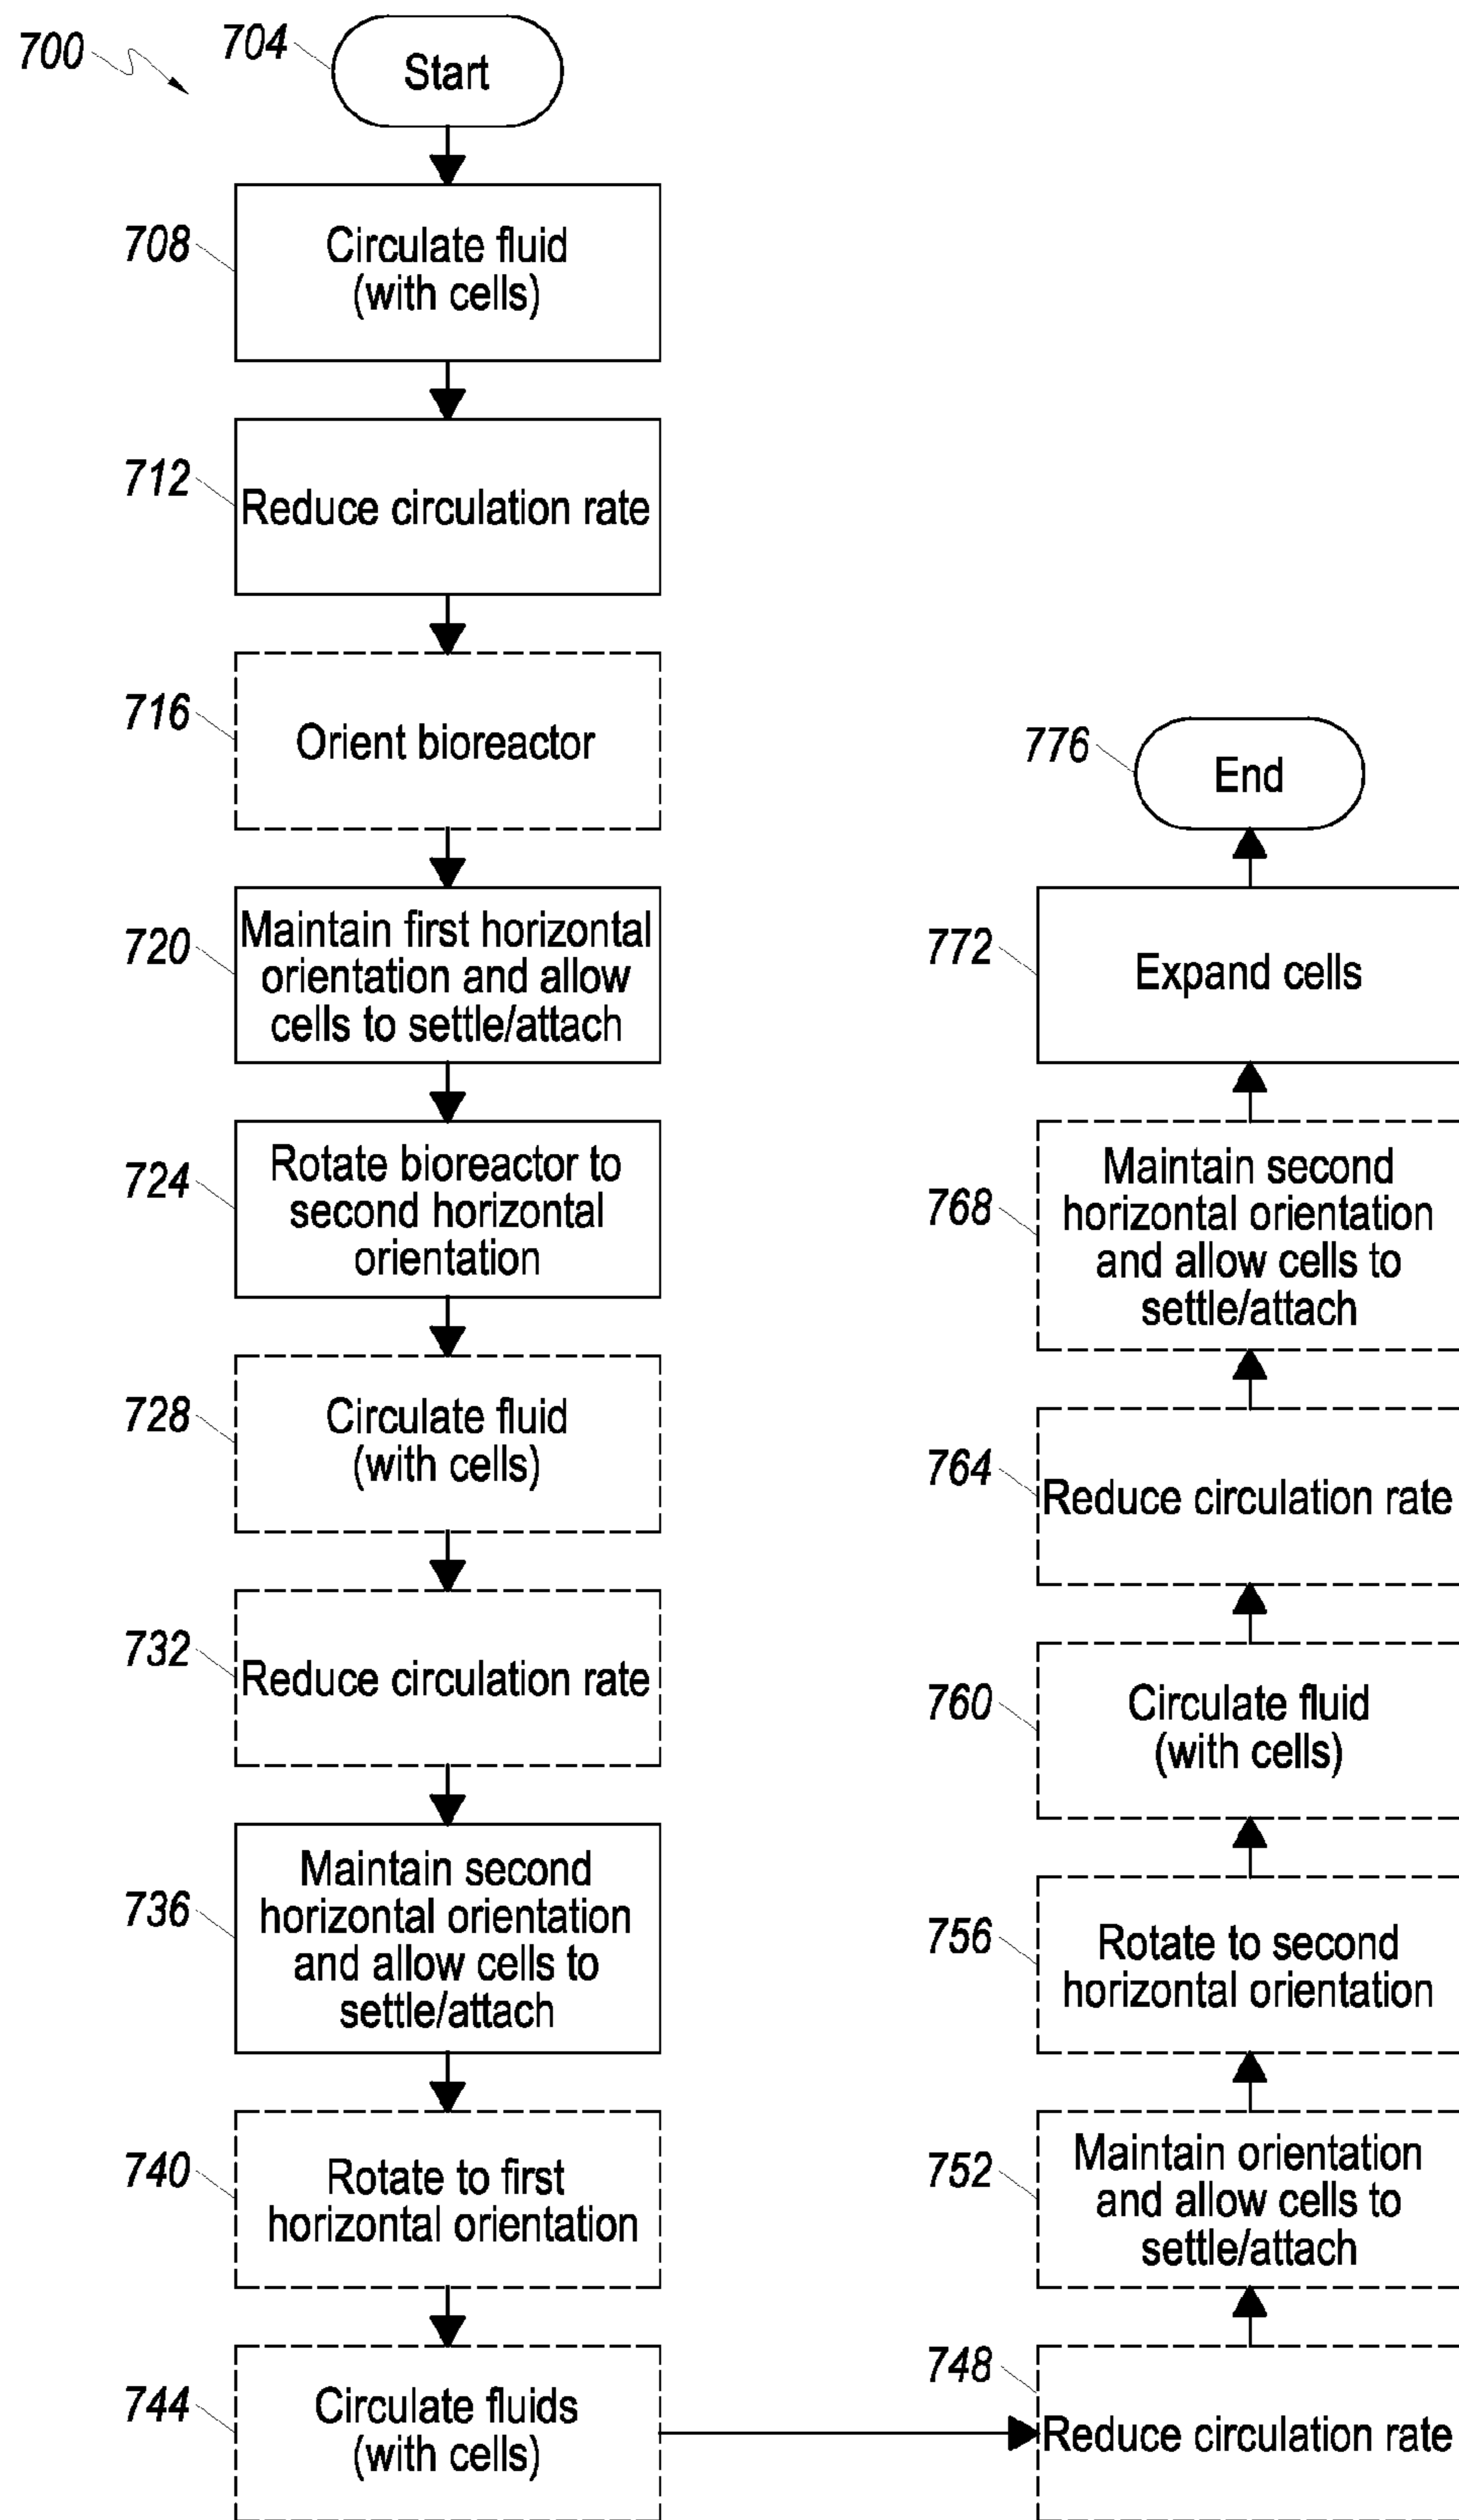 700
704
Start
708
Circulate fluid
(with cells)
712
Reduce circulation rate
716
Orient bioreactor
720
Maintain first horizontal
orientation and allow
cells to settle/attach
724
Rotate bioreactor to
second horizontal
orientation
728
Circulate fluid
(with cells)
732
Reduce circulation rate
736
Maintain second
horizontal orientation
and allow cells to
settle/attach
740
Rotate to first
horizontal orientation
744
Circulate fluids
(with cells)
748
Reduce circulation rate
752
Maintain orientation
and allow cells to
settle/attach
756
Rotate to second
horizontal orientation
760
Circulate fluid
(with cells)
764
Reduce circulation rate
768
Maintain second
horizontal orientation
and allow cells to
settle/attach
772
Expand cells
776
End